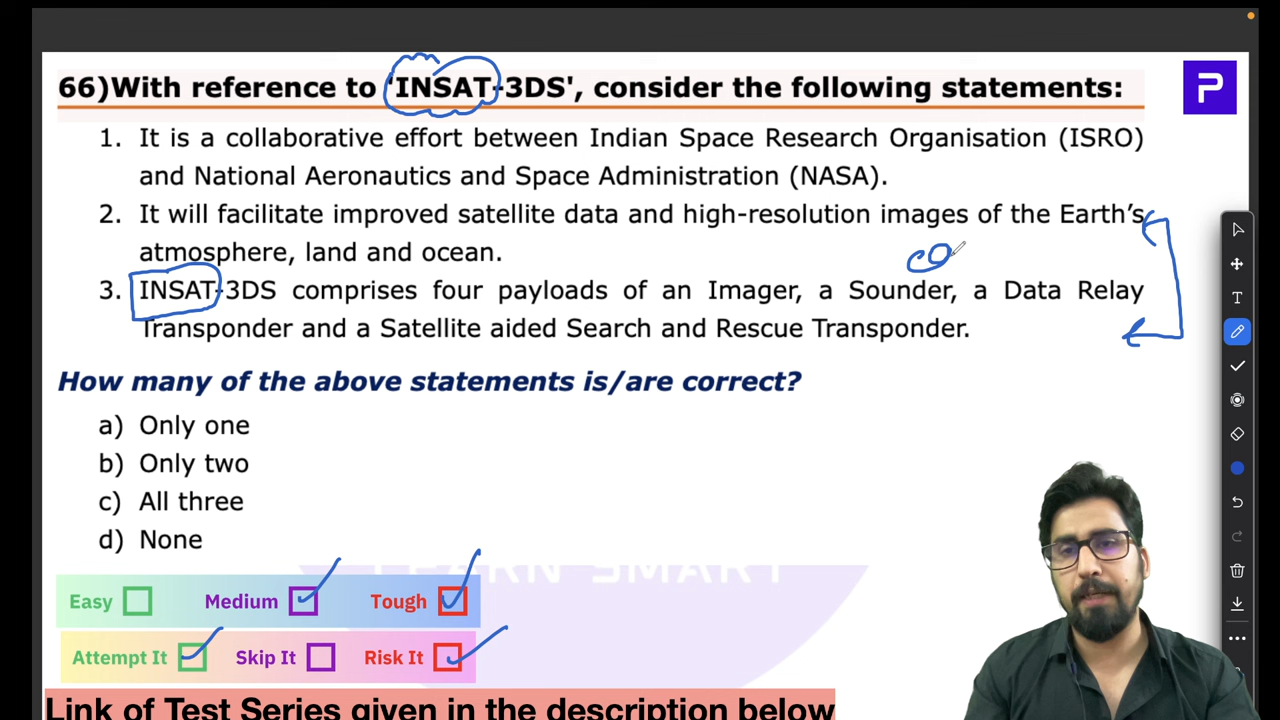 66)With reference to 'INSAT-3DS', consider the following statements:
1. It is a collaborative effort between Indian Space Research Organisation (ISRO)
and National Aeronautics and Space Administration (NASA).
2. It will facilitate improved satellite data and high-resolution images of the Earth's
atmosphere, land and ocean.
co
3. INSAT-3DS comprises four payloads of an Imager, a Sounder, a Data Relay
Transponder and a Satellite aided Search and Rescue Transponder.
How many of the above statements is/are correct?
a) Only one
b) Only two
c) All three
d) None
LEARN SMART
Easy Medium Tough
Attempt It Skip It Risk It
Link of Test Series given in the description below
P
T